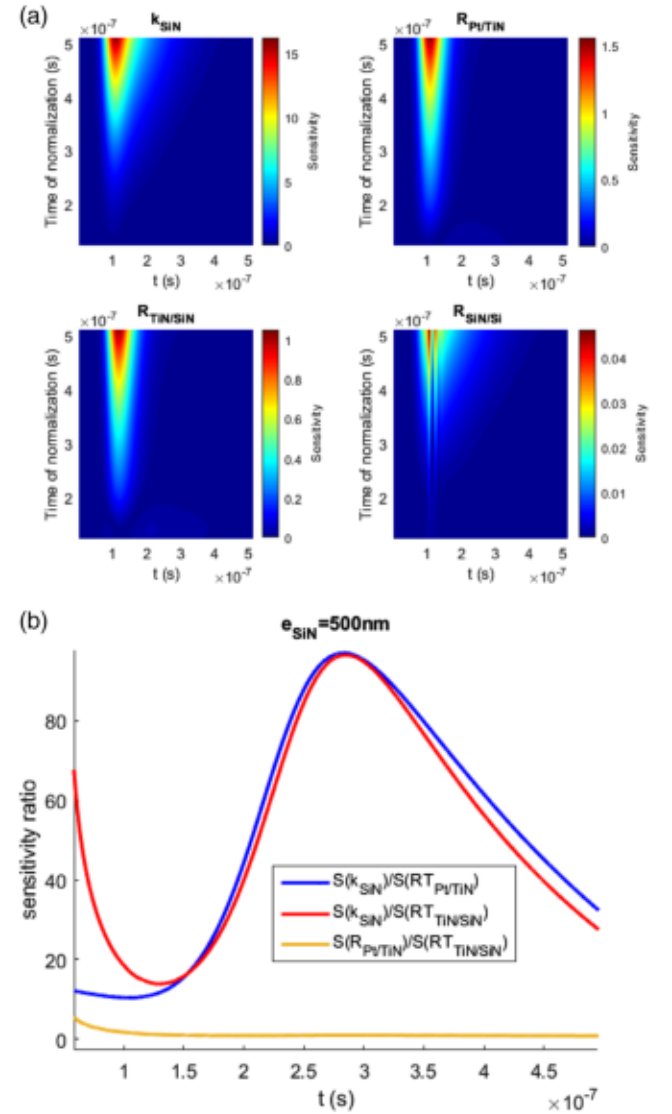 (a)
k_SiN
×10⁻⁷
5
4
3
2
Time of normalization (s)
1 2 3 4 5
t (s)
×10⁻⁷
15
10
5
0
Sensitivity
R_Pt/TiN
×10⁻⁷
5
4
3
2
Time of normalization (s)
1 2 3 4 5
t (s)
×10⁻⁷
1.5
1
0.5
0
Sensitivity
R_TiN/SiN
×10⁻⁷
5
4
3
2
Time of normalization (s)
1 2 3 4 5
t (s)
×10⁻⁷
1
0.8
0.6
0.4
0.2
0
Sensitivity
R_SiN/Si
×10⁻⁷
5
4
3
2
Time of normalization (s)
1 2 3 4 5
t (s)
×10⁻⁷
0.04
0.03
0.02
0.01
0
Sensitivity
(b)
e_SiN=500nm
80
60
40
20
0
sensitivity ratio
S(k_SiN)/S(RT_Pt/TiN)
S(k_SiN)/S(RT_TiN/SiN)
S(R_Pt/TiN)/S(RT_TiN/SiN)
1 1.5 2 2.5 3 3.5 4 4.5
t (s)
×10⁻⁷